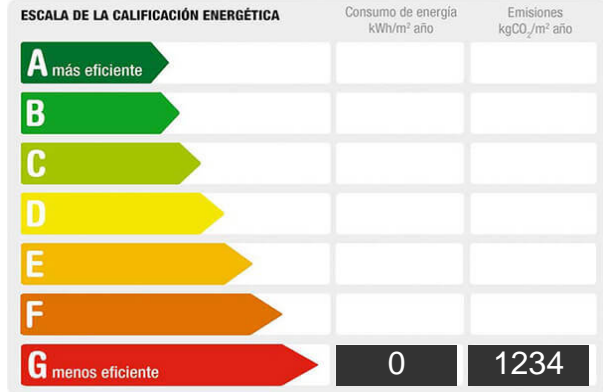 ESCALA DE LA CALIFICACIÓN ENERGÉTICA
Consumo de energía
kWh/m² año
Emisiones
kgCO₂/m² año
A más eficiente
B
C
D
E
F
G menos eficiente
0
1234